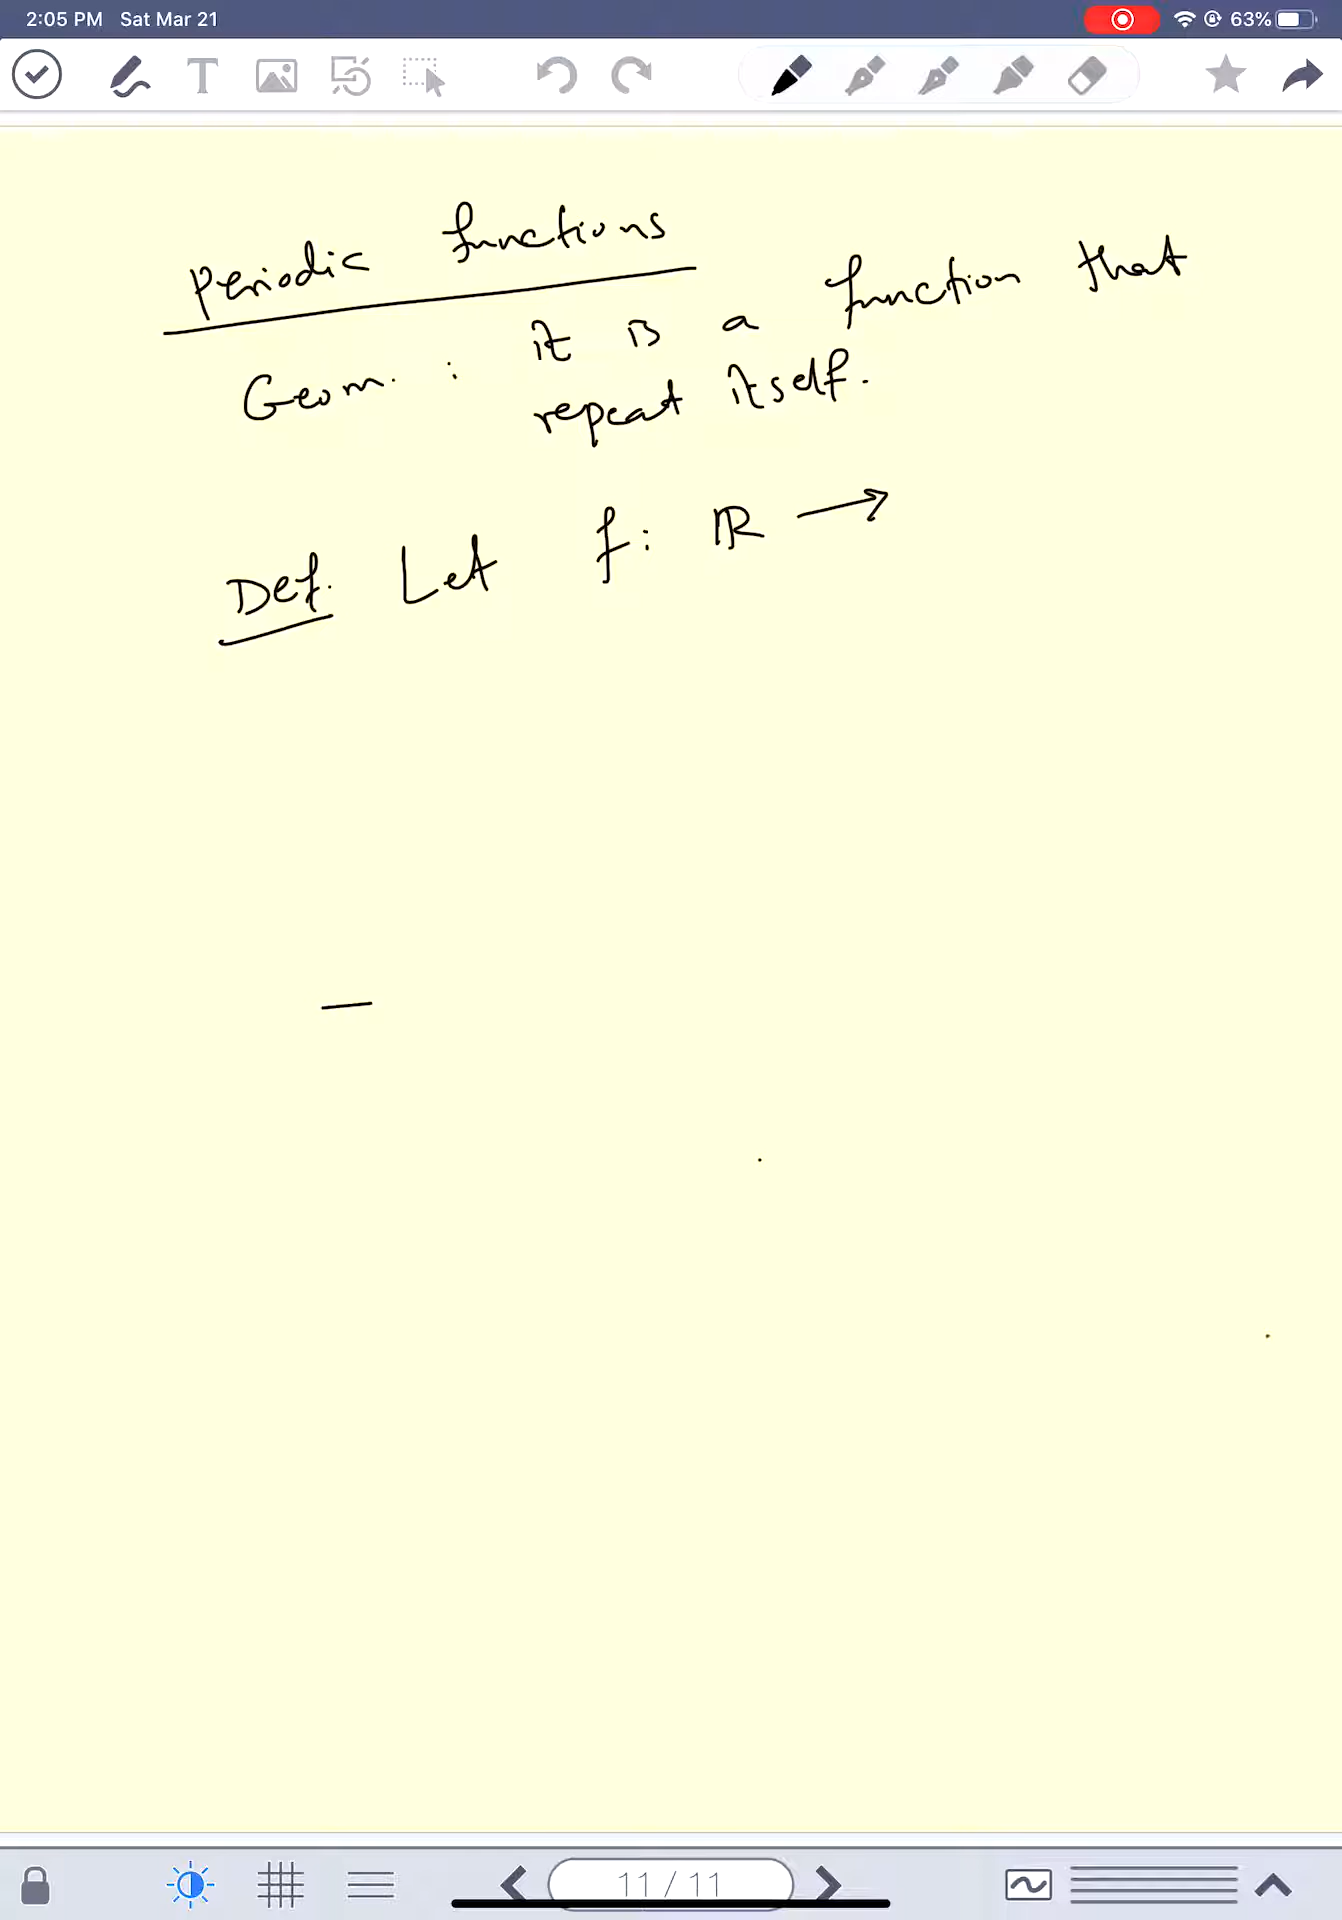 2:05 PM Sat Mar 21 63%
T
Periodic functions
Geom. : it is a function that
repeat itself.
Def. Let f: ℝ →
11 / 11